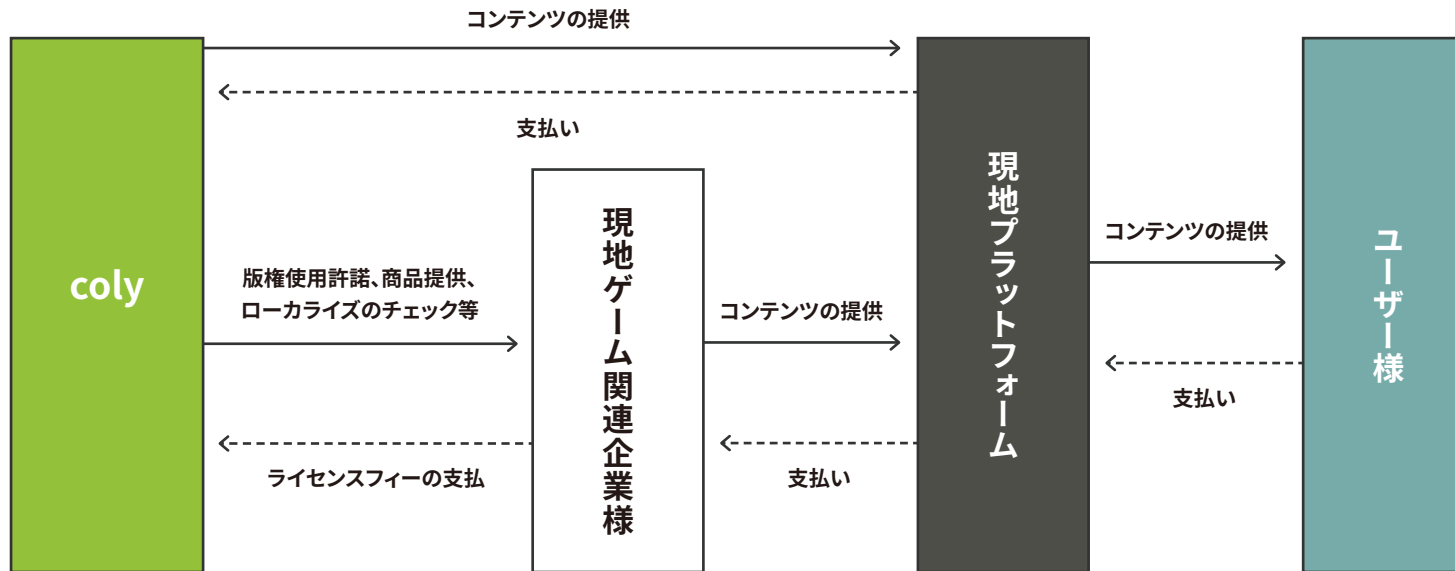 コンテンツの提供
支払い
coly
版権使用許諾、商品提供、
ローカライズのチェック等
ライセンスフィーの支払
現地ゲーム関連企業様
コンテンツの提供
支払い
現地プラットフォーム
コンテンツの提供
支払い
ユーザー様